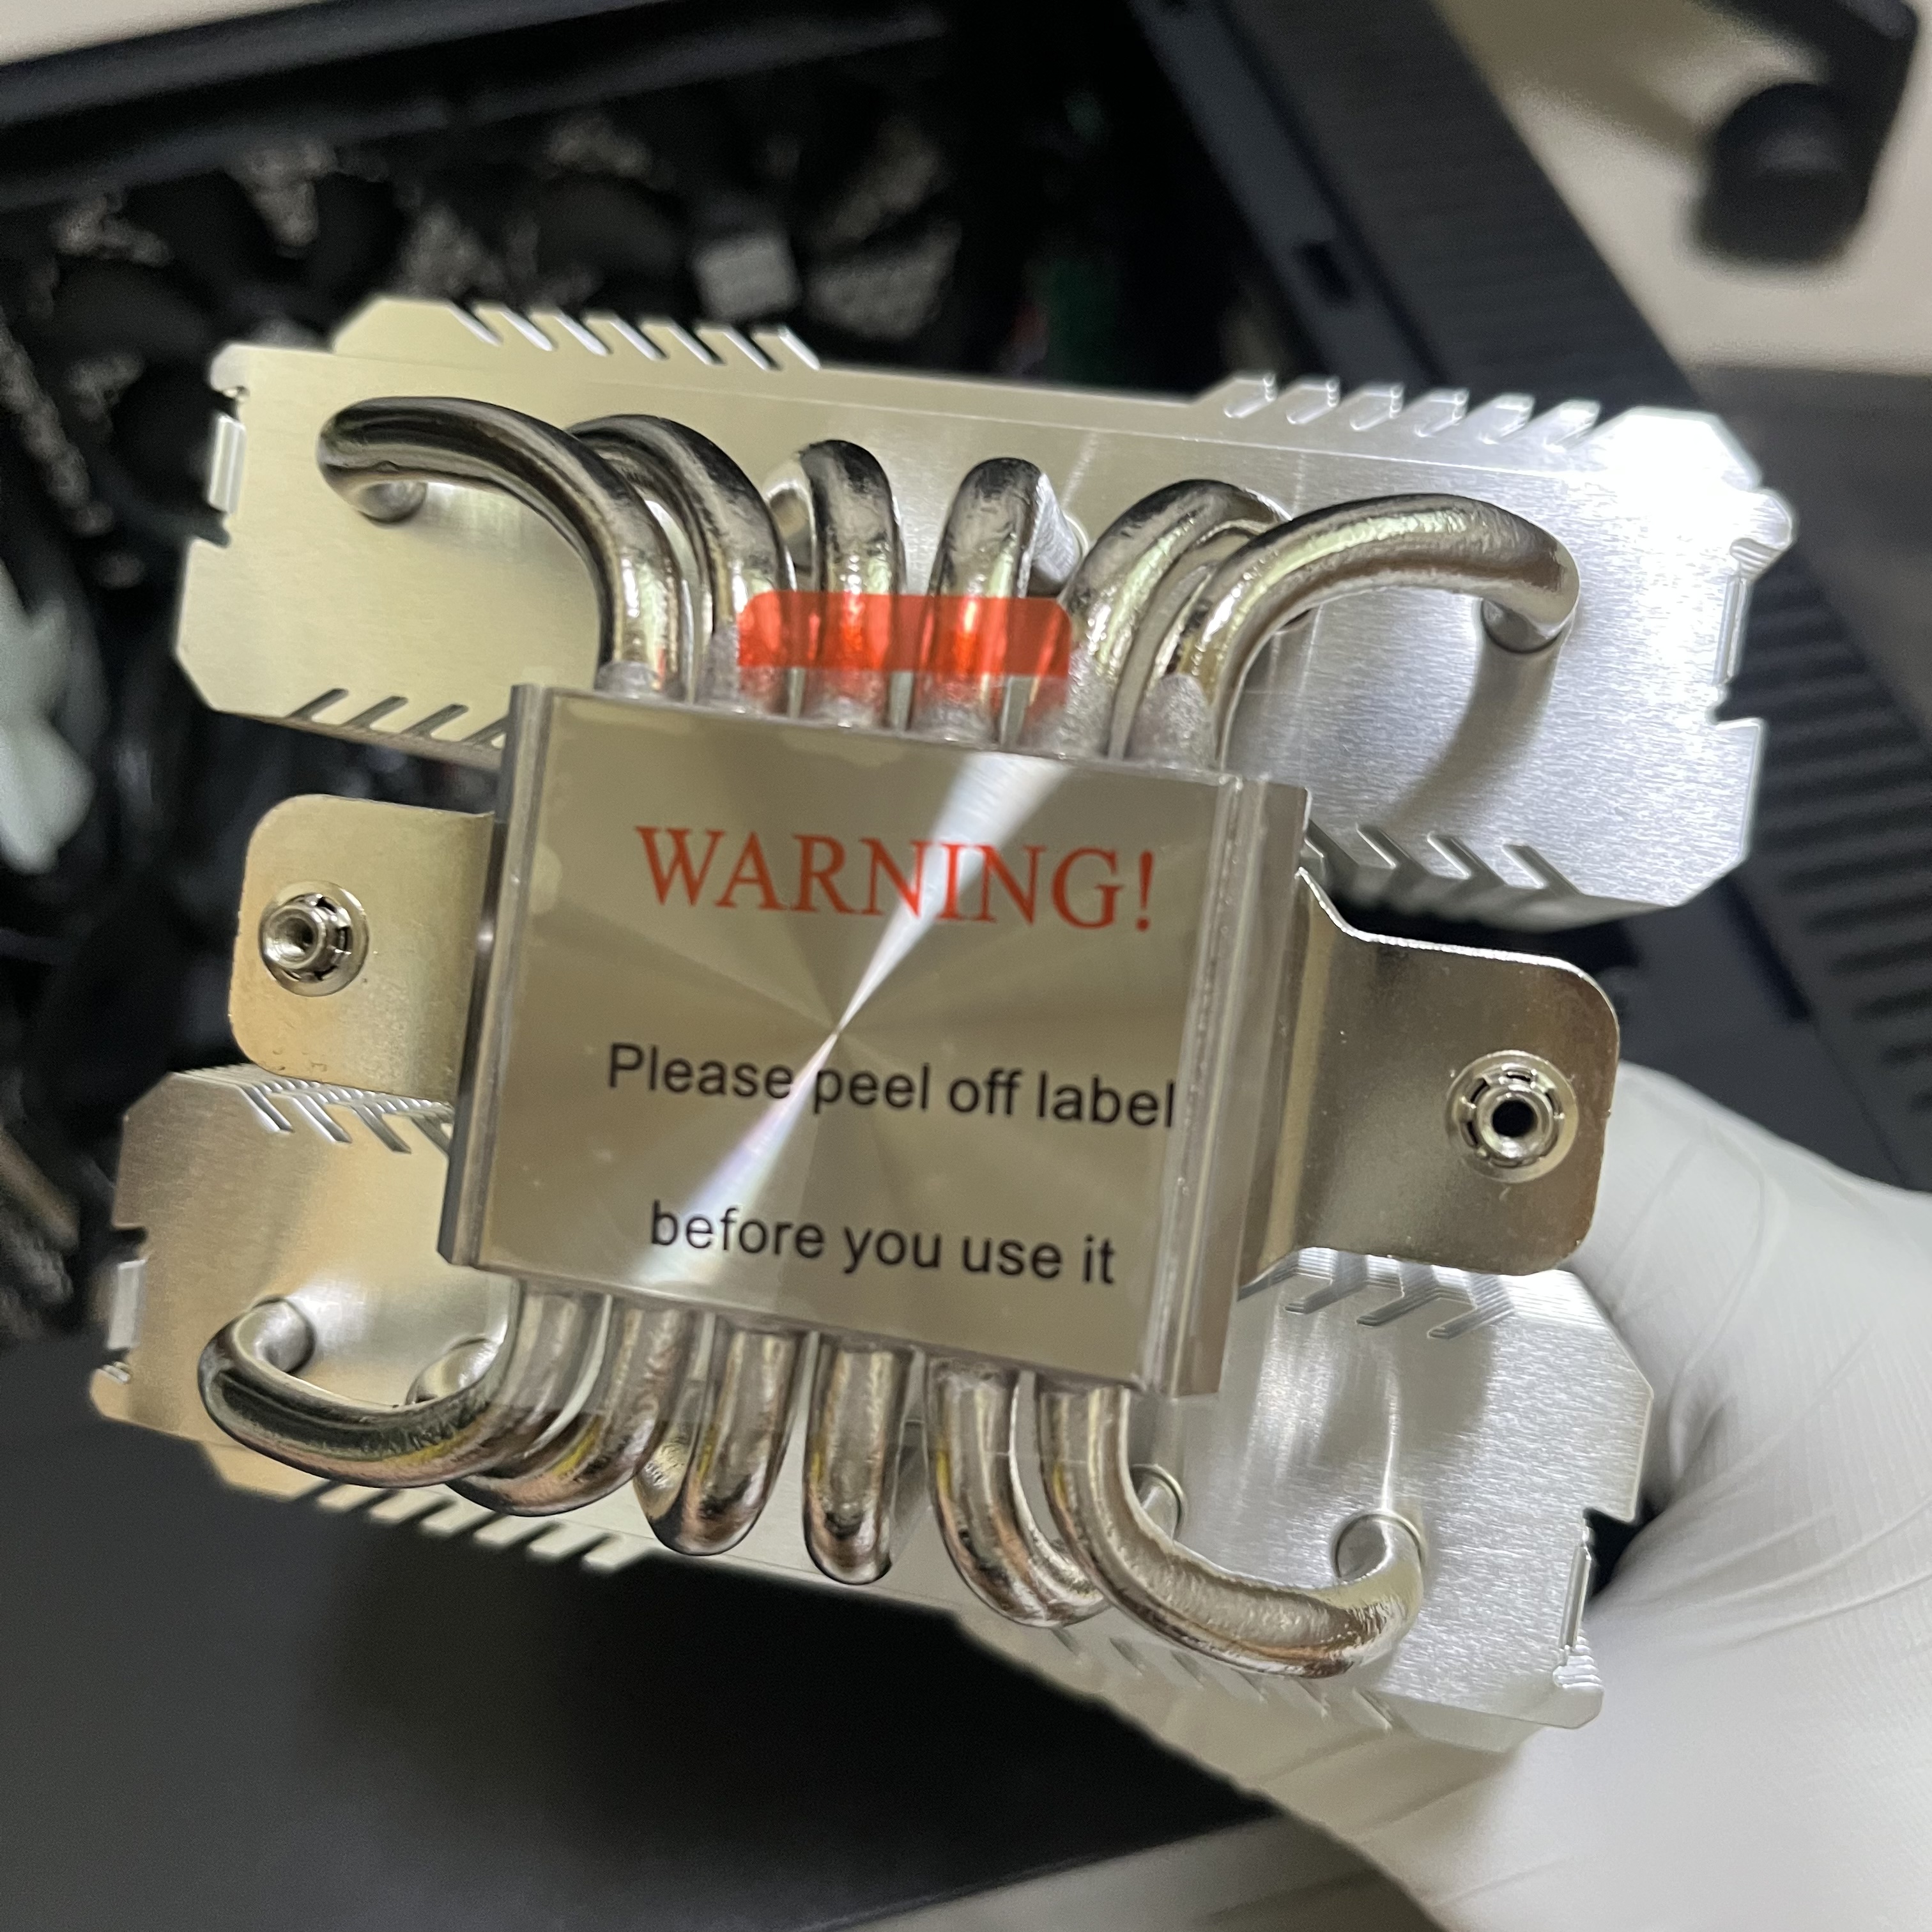 WARNING!
Please peel off label
before you use it